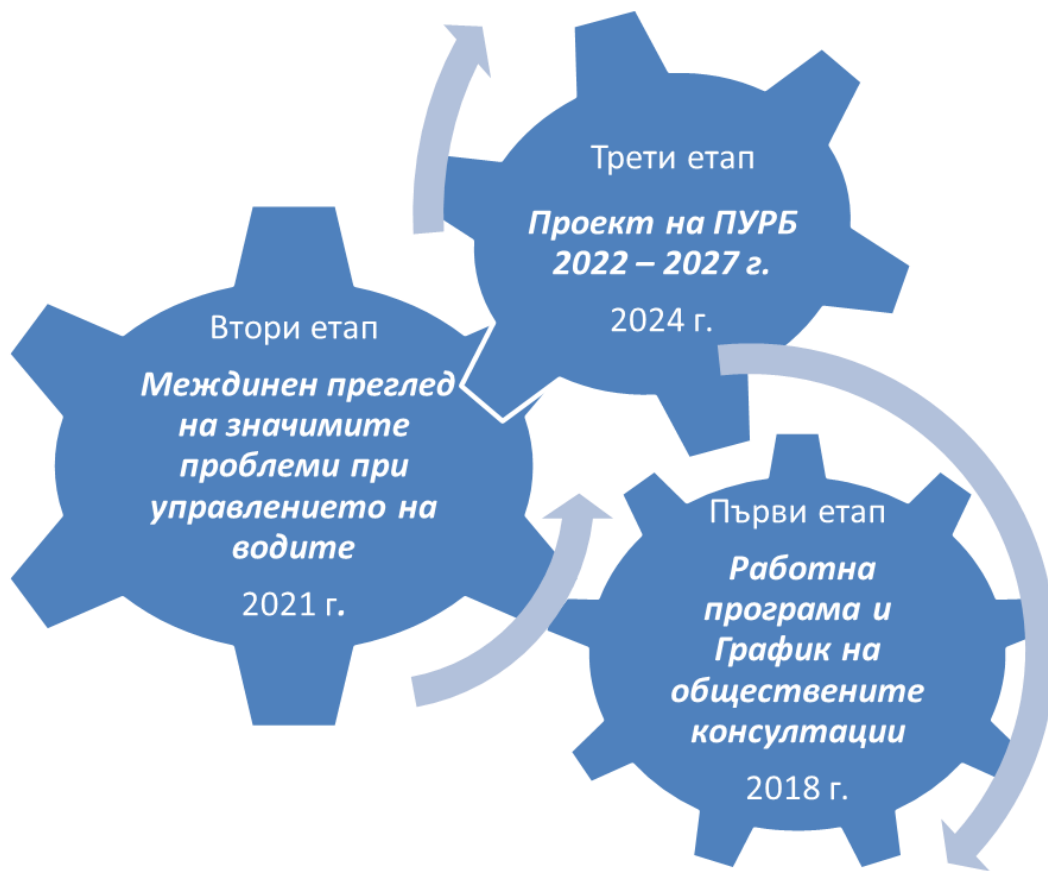 Трети етап
Проект на ПУРБ
2022 – 2027 г.
2024 г.
Втори етап
Междинен преглед
на значимите
проблеми при
управлението на
водите
2021 г.
Първи етап
Работна
програма и
График на
обществените
консултации
2018 г.